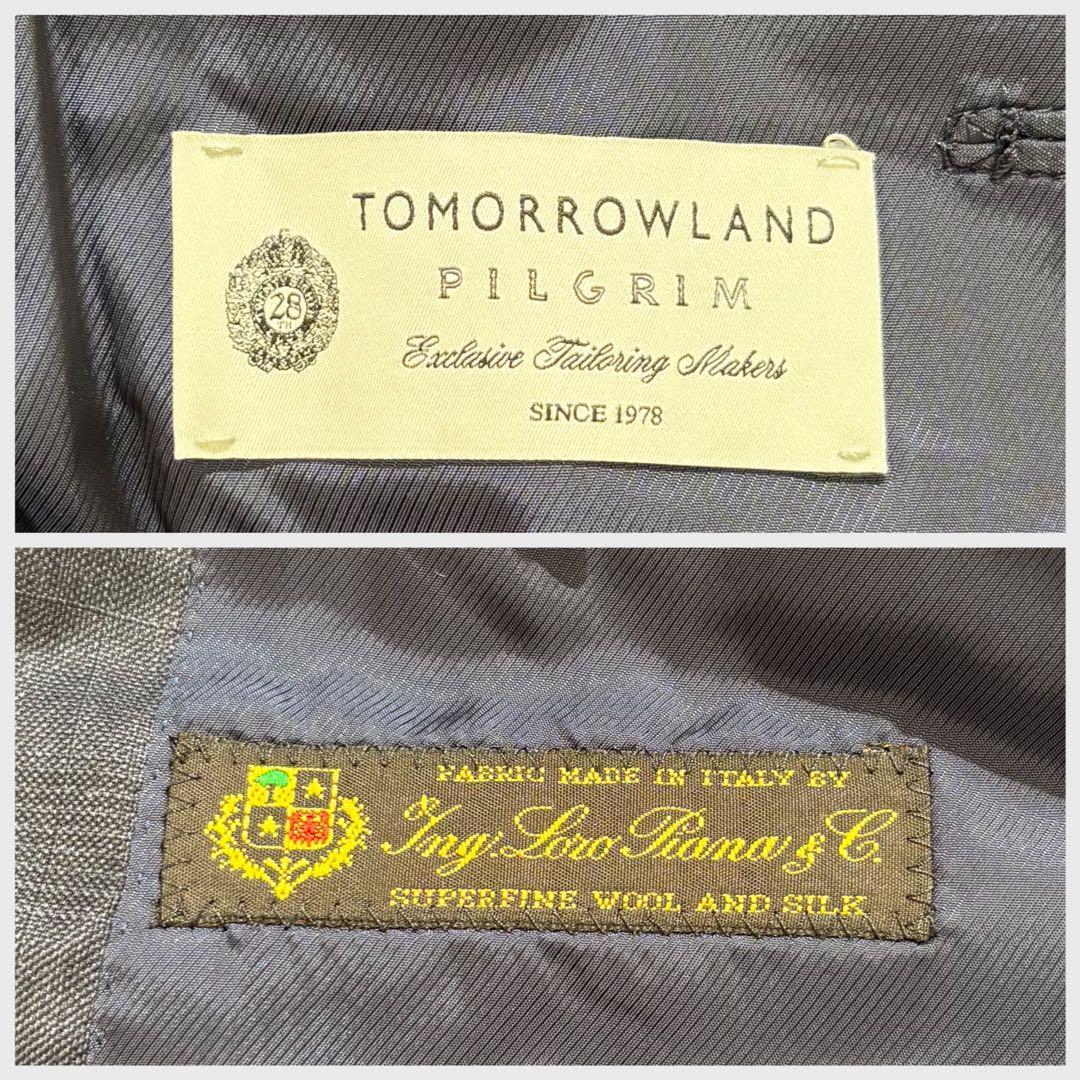 TOMORROWLAND
PILGRIM
28
TH
Exclusive Tailoring Makers
SINCE 1978
FABRIC MADE IN ITALY BY
Ing. Loro Piana & C.
SUPERFINE WOOL AND SILK